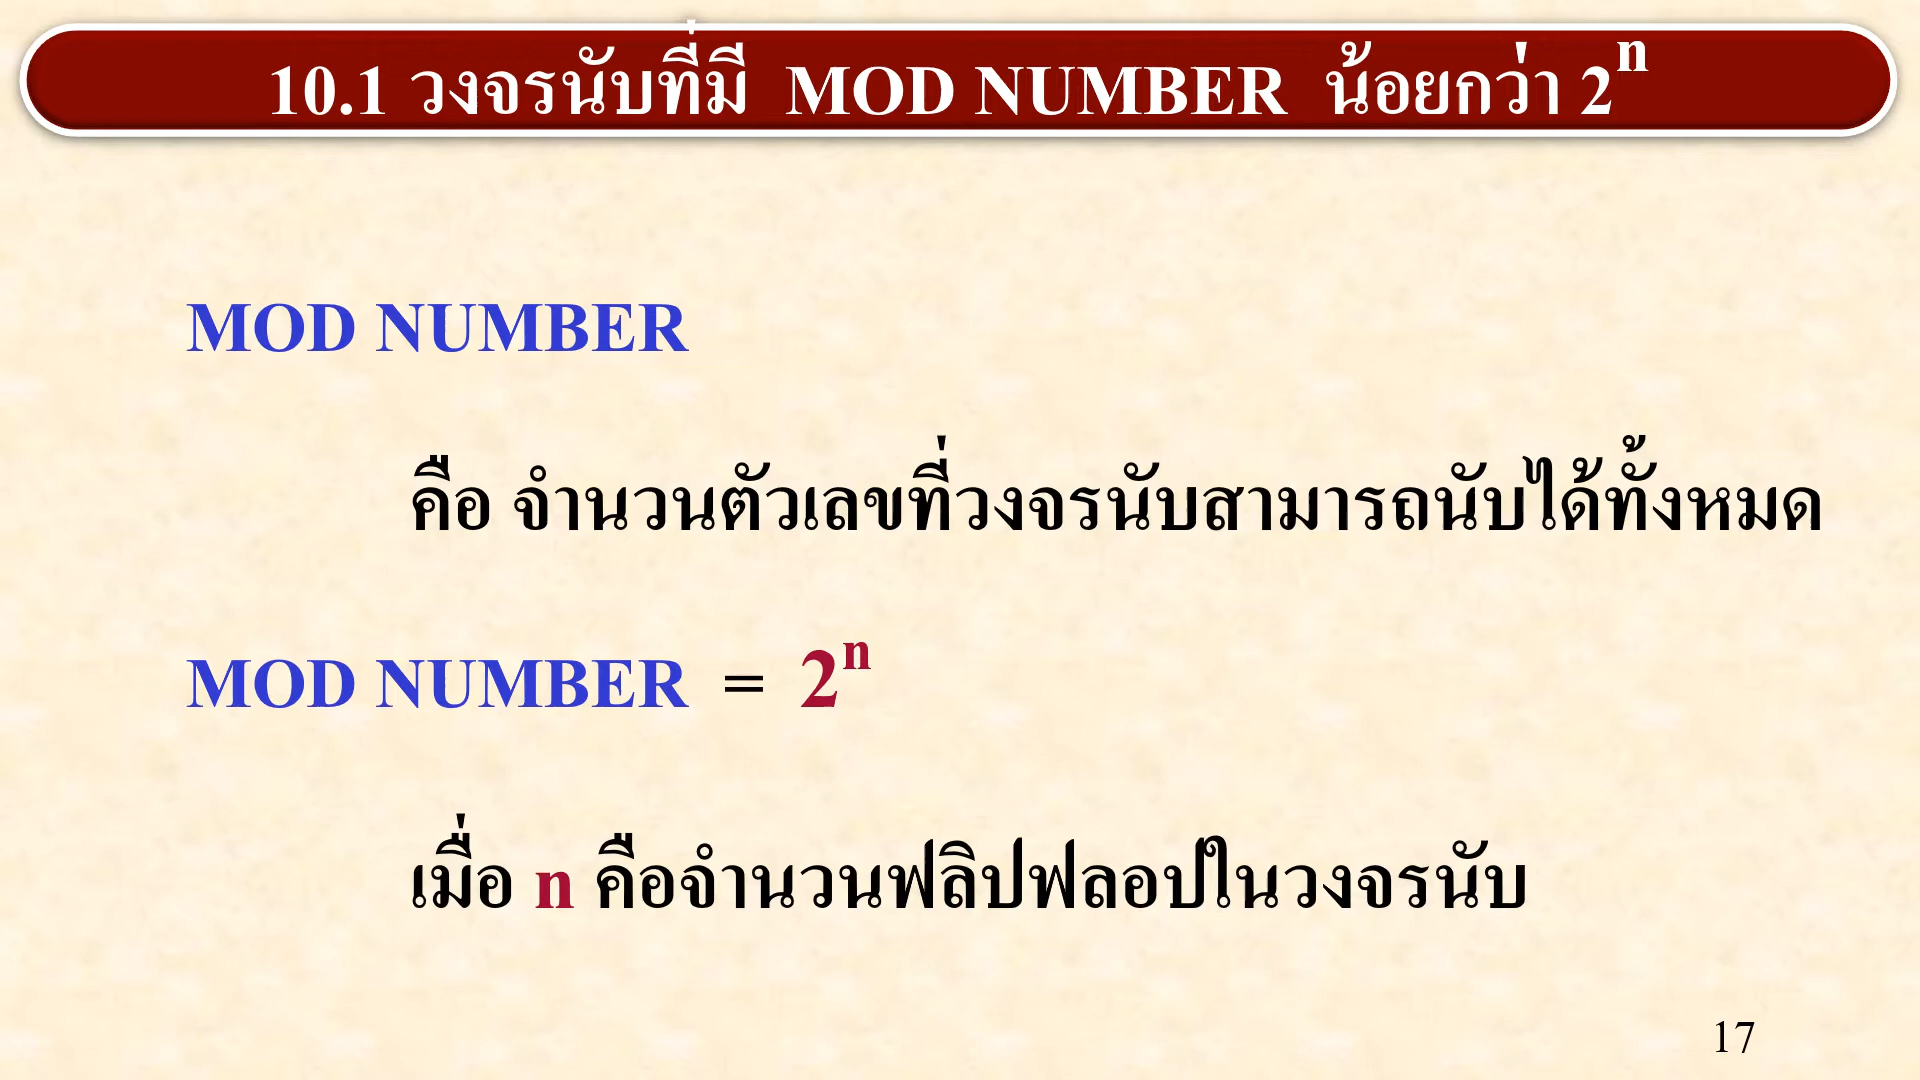 10.1 วงจรนับที่มี MOD NUMBER น้อยกว่า 2ⁿ
MOD NUMBER
คือ จำนวนตัวเลขที่วงจรนับสามารถนับได้ทั้งหมด
MOD NUMBER = 2ⁿ
เมื่อ n คือจำนวนฟลิปฟลอปในวงจรนับ
17